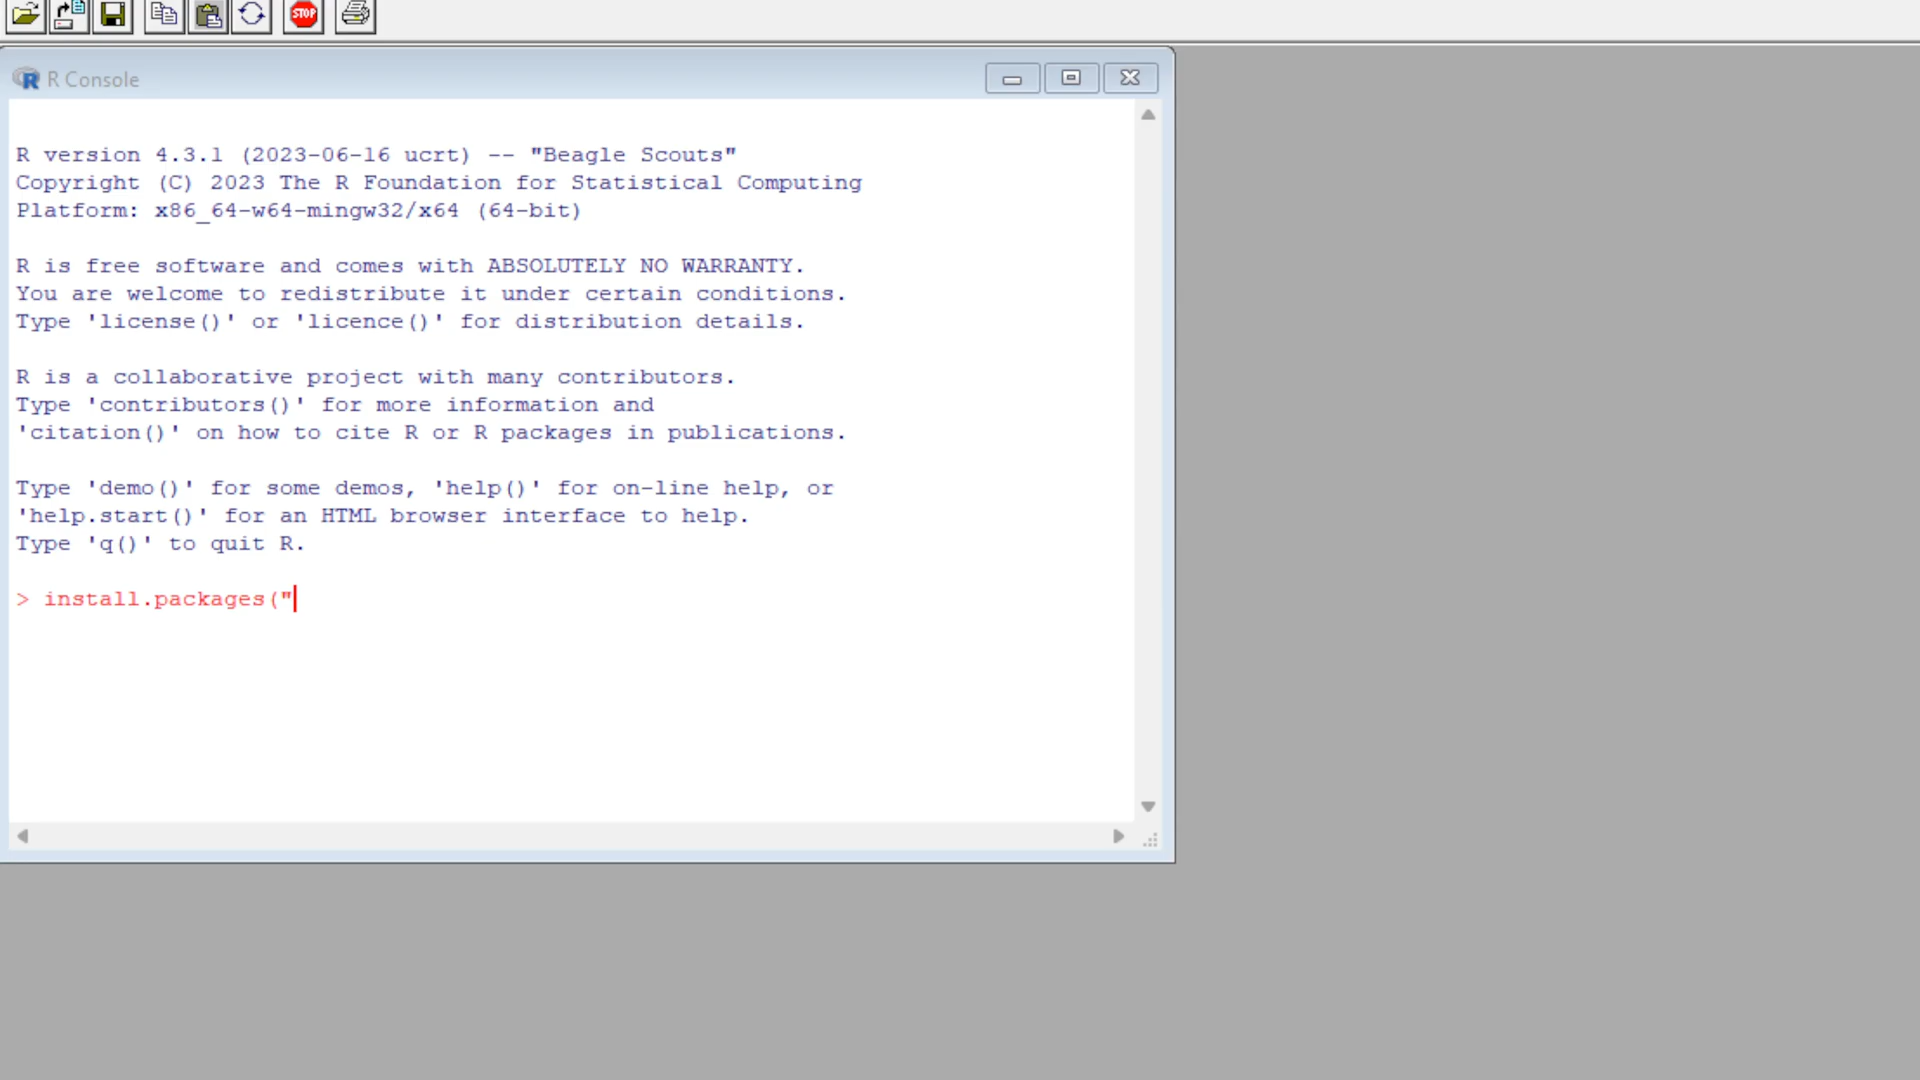 STOP
R Console
R version 4.3.1 (2023-06-16 ucrt) -- "Beagle Scouts"
Copyright (C) 2023 The R Foundation for Statistical Computing
Platform: x86_64-w64-mingw32/x64 (64-bit)
R is free software and comes with ABSOLUTELY NO WARRANTY.
You are welcome to redistribute it under certain conditions.
Type 'license()' or 'licence()' for distribution details.
R is a collaborative project with many contributors.
Type 'contributors()' for more information and
'citation()' on how to cite R or R packages in publications.
Type 'demo()' for some demos, 'help()' for on-line help, or
'help.start()' for an HTML browser interface to help.
Type 'q()' to quit R.
> install.packages("